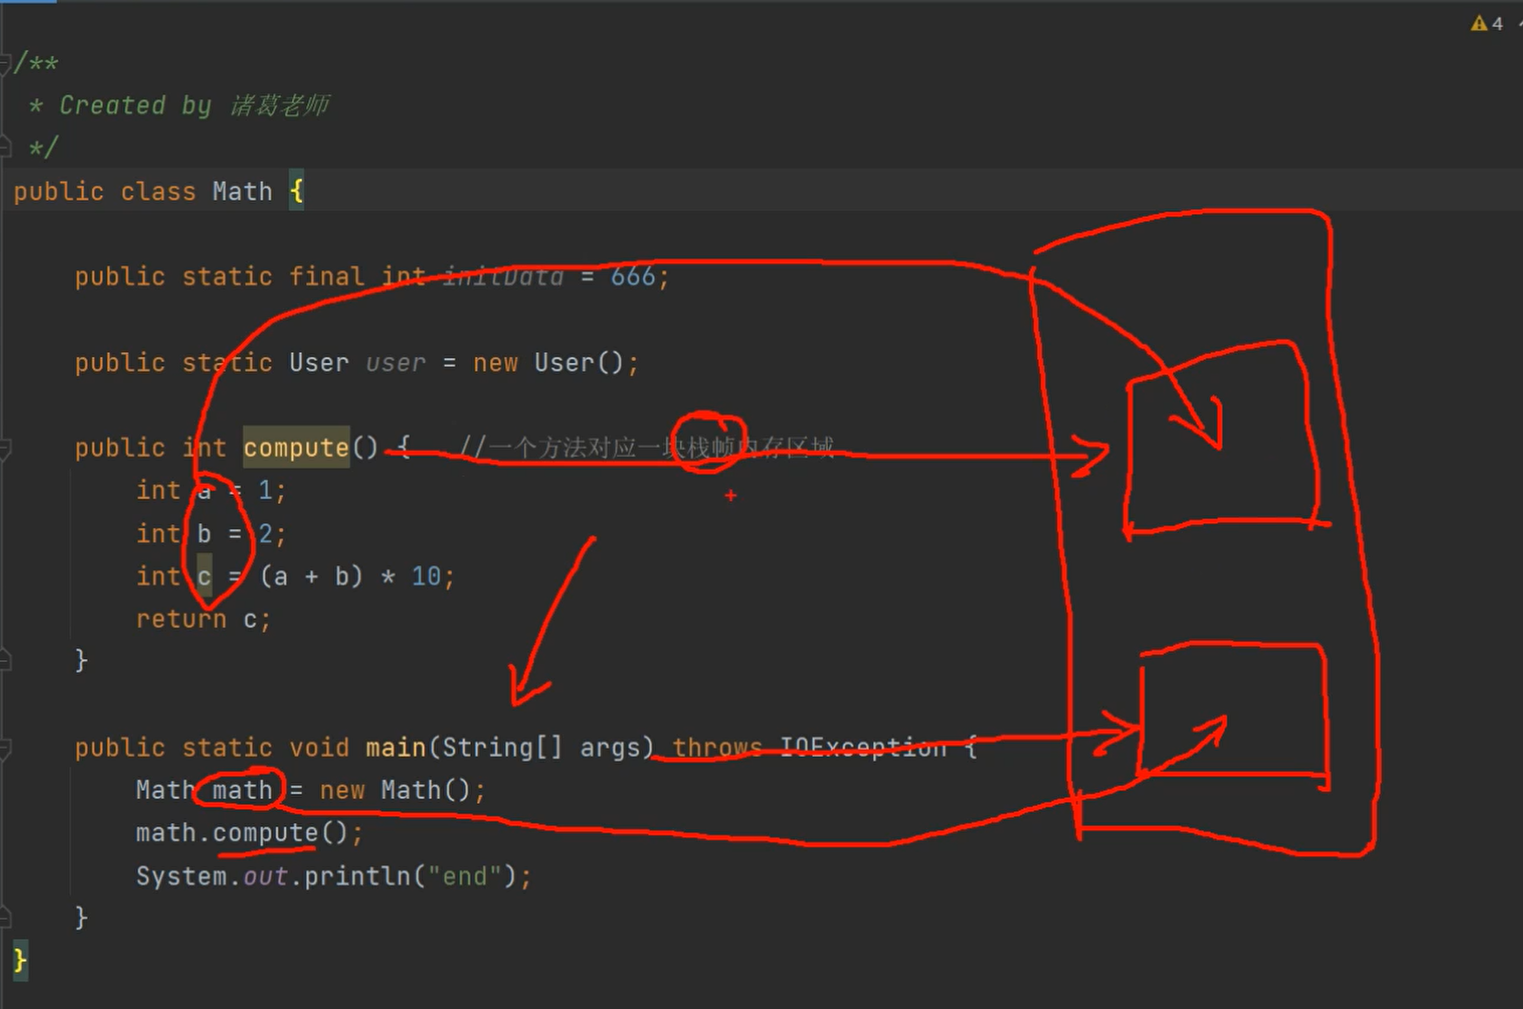 4
/**
* Created by 诸葛老师
*/
public class Math {
public static final int initData = 666;
public static User user = new User();
public int compute() { //一个方法对应一块栈帧内存区域
int a = 1;
int b = 2;
int c = (a + b) * 10;
return c;
}
public static void main(String[] args) throws IOException {
Math math = new Math();
math.compute();
System.out.println("end");
}
}